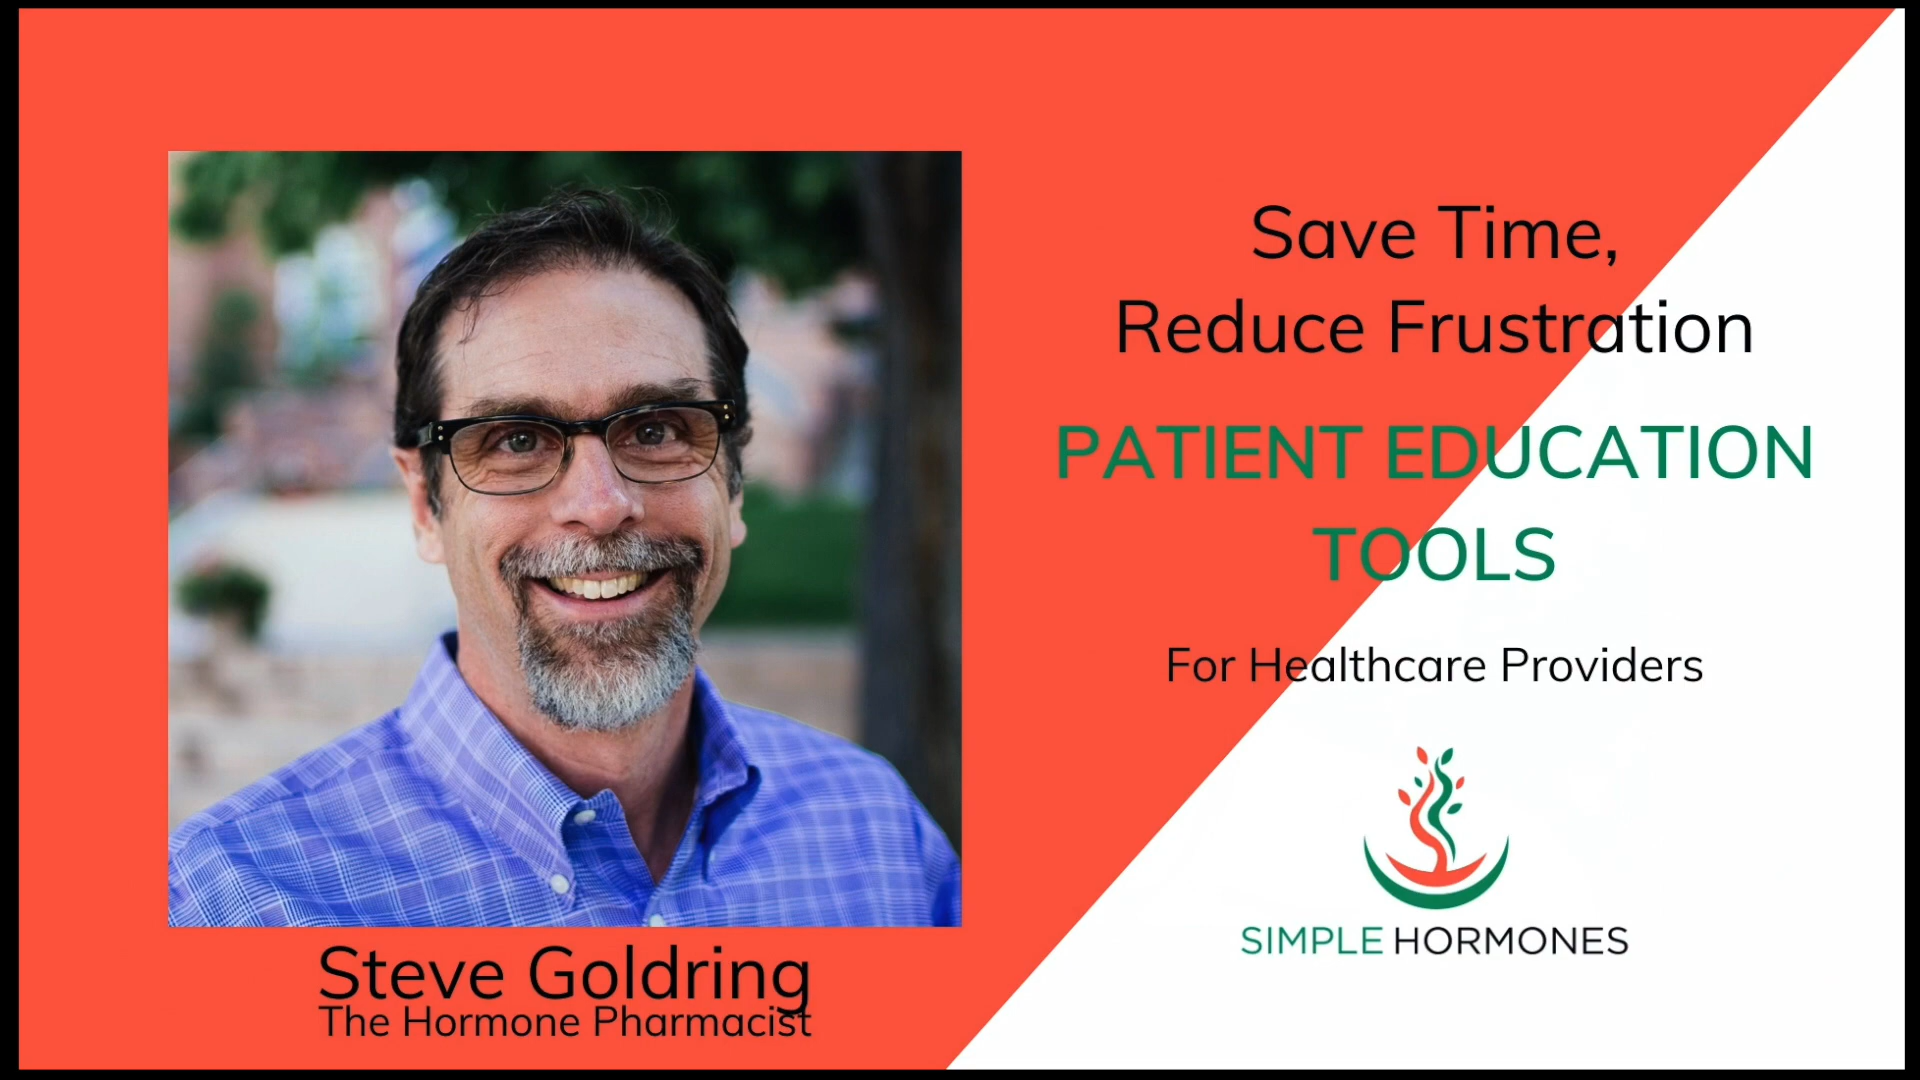 Save Time,
Reduce Frustration
PATIENT EDUCATION
TOOLS
For Healthcare Providers
SIMPLE HORMONES
Steve Goldring
The Hormone Pharmacist